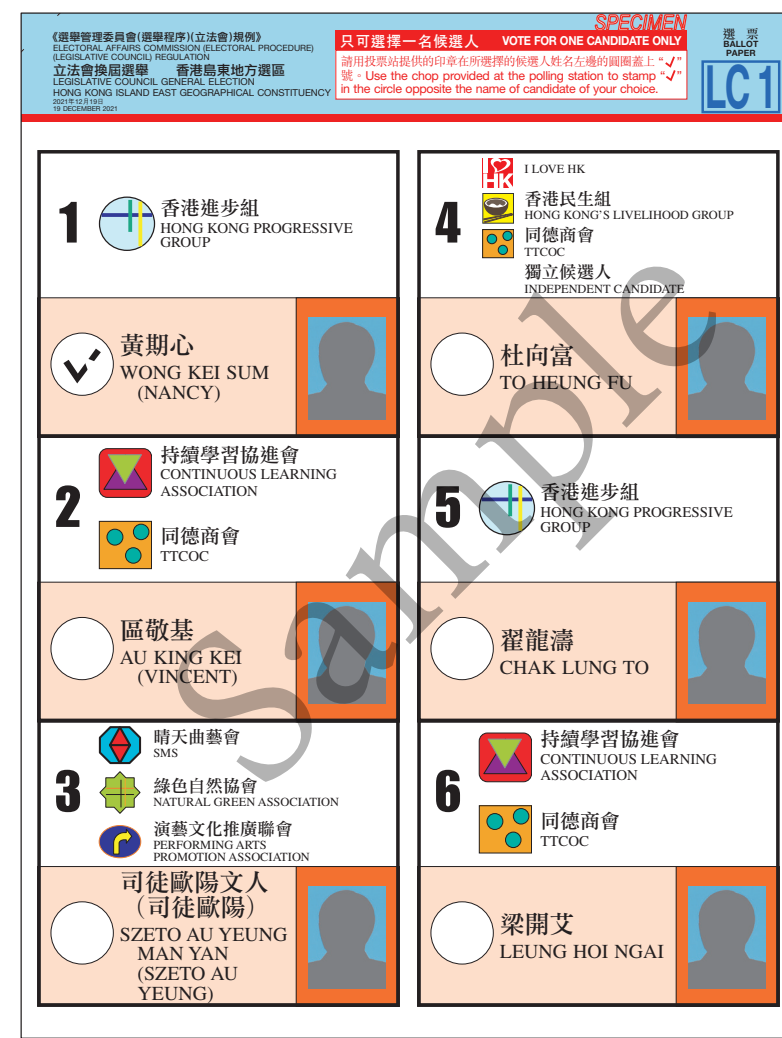 SPECIMEN
《選舉管理委員會(選舉程序)(立法會)規例》
ELECTORAL AFFAIRS COMMISSION (ELECTORAL PROCEDURE)
(LEGISLATIVE COUNCIL) REGULATION
立法會換屆選舉 香港島東地方選區
LEGISLATIVE COUNCIL GENERAL ELECTION
HONG KONG ISLAND EAST GEOGRAPHICAL CONSTITUENCY
2021年12月19日
19 DECEMBER 2021
只可選擇一名候選人 VOTE FOR ONE CANDIDATE ONLY
請用投票站提供的印章在所選擇的候選人姓名左邊的圓圈蓋上 “✓”
號。Use the chop provided at the polling station to stamp “✓”
in the circle opposite the name of candidate of your choice.
選 票
BALLOT
PAPER
LC 1
1
香港進步組
HONG KONG PROGRESSIVE
GROUP
黃期心
WONG KEI SUM
(NANCY)
2
持續學習協進會
CONTINUOUS LEARNING
ASSOCIATION
同德商會
TTCOC
區敬基
AU KING KEI
(VINCENT)
3
晴天曲藝會
SMS
綠色自然協會
NATURAL GREEN ASSOCIATION
演藝文化推廣聯會
PERFORMING ARTS
PROMOTION ASSOCIATION
司徒歐陽文人
(司徒歐陽)
SZETO AU YEUNG
MAN YAN
(SZETO AU
YEUNG)
4
I HK
I LOVE HK
香港民生組
HONG KONG'S LIVELIHOOD GROUP
同德商會
TTCOC
獨立候選人
INDEPENDENT CANDIDATE
杜向富
TO HEUNG FU
5
香港進步組
HONG KONG PROGRESSIVE
GROUP
翟龍濤
CHAK LUNG TO
6
持續學習協進會
CONTINUOUS LEARNING
ASSOCIATION
同德商會
TTCOC
梁開艾
LEUNG HOI NGAI
Sample